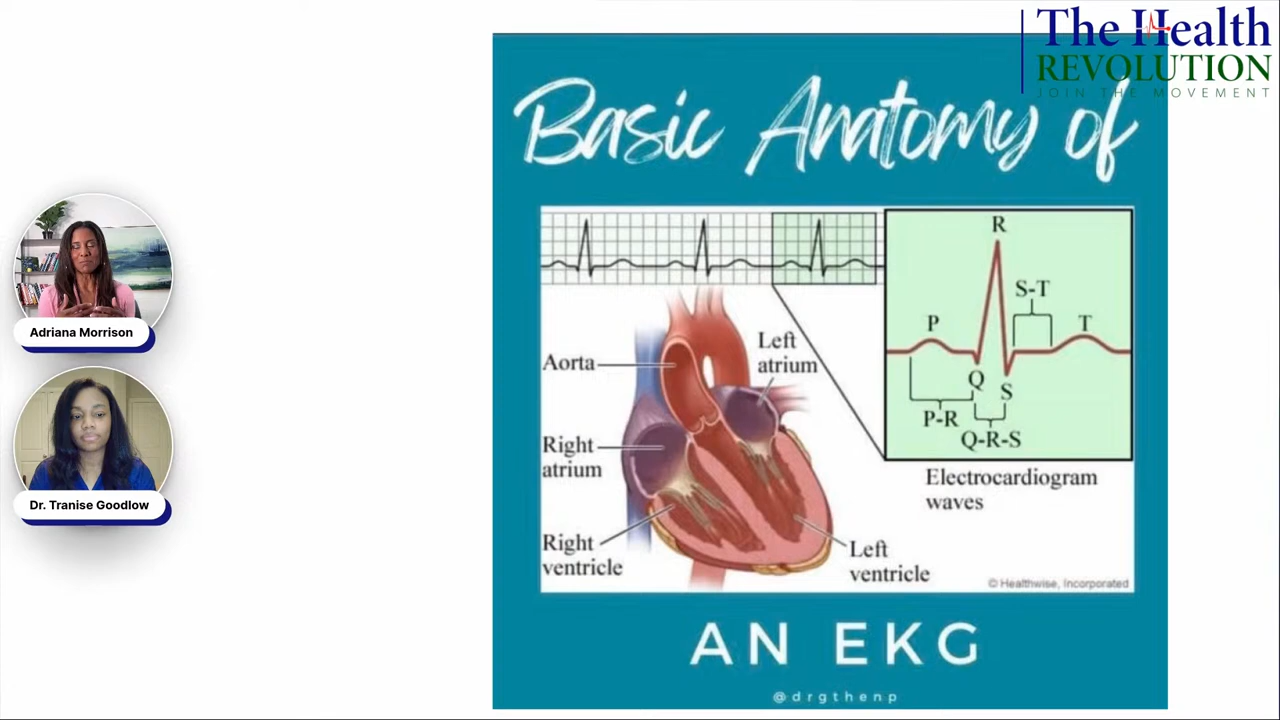 The Health
REVOLUTION
JOIN THE MOVEMENT
Basic Anatomy of
R
S-T
P
T
Q
S
P-R
Q-R-S
Electrocardiogram
waves
Aorta
Left
atrium
Right
atrium
Right
ventricle
Left
ventricle
© Healthwise, Incorporated
AN EKG
@drgthenp
Adriana Morrison
Dr. Tranise Goodlow